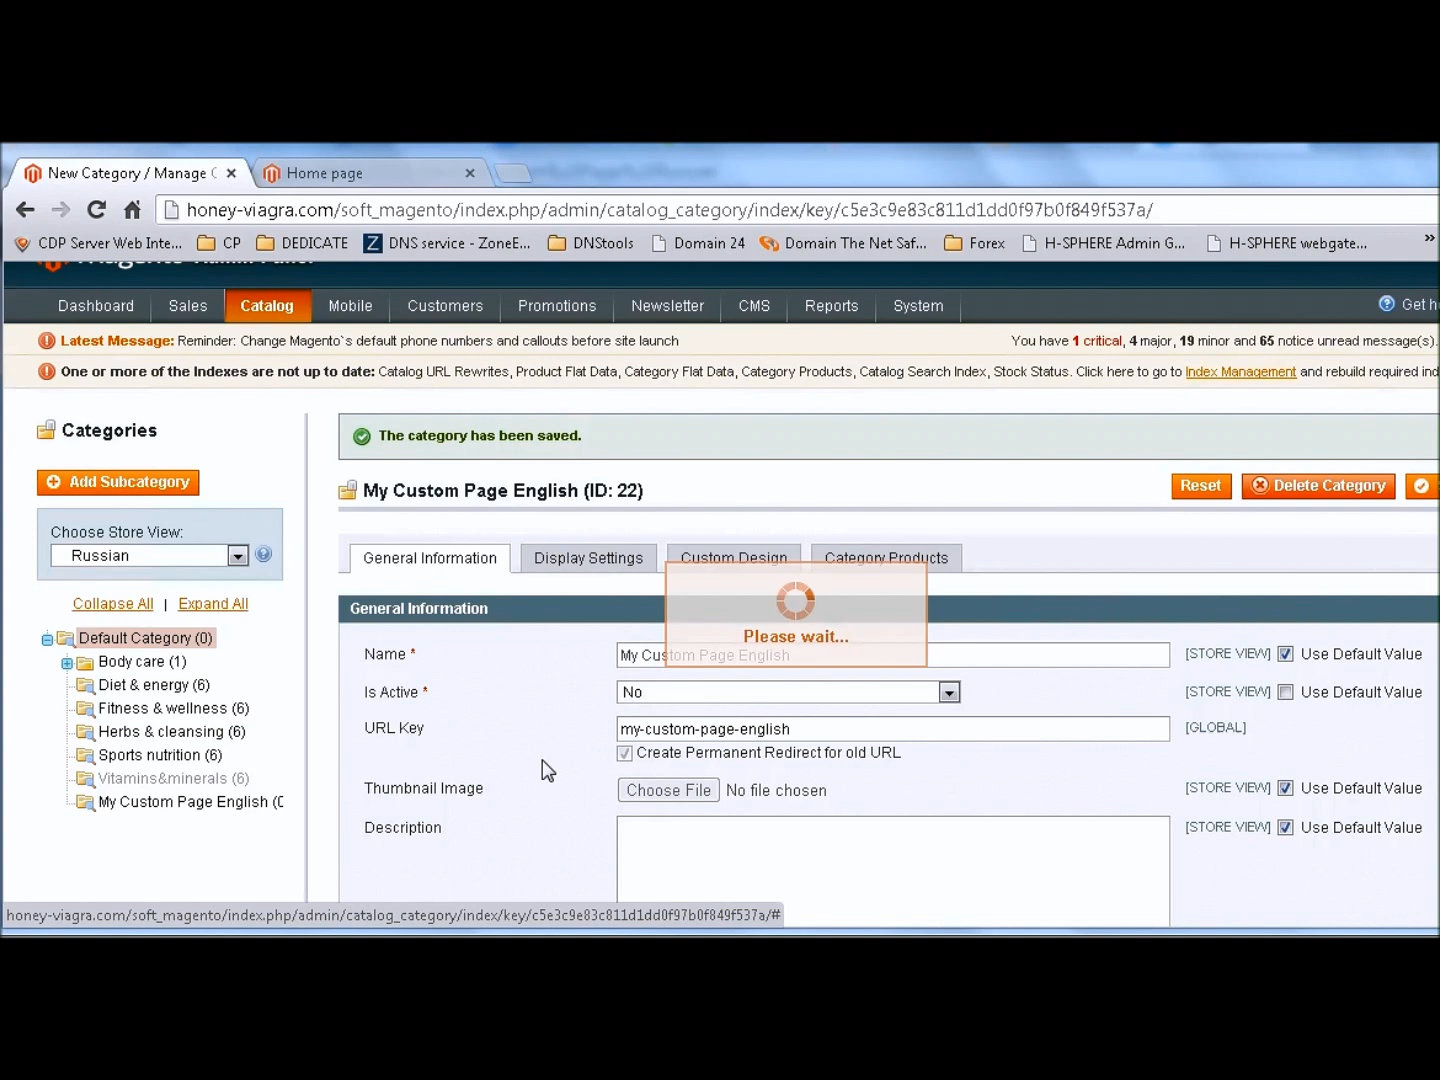 New Category / Manage C
Home page
honey-viagra.com/soft_magento/index.php/admin/catalog_category/index/key/c5e3c9e83c811d1dd0f97b0f849f537a/
CDP Server Web Inte... CP DEDICATE DNS service - ZoneE... DNStools Domain 24 Domain The Net Saf... Forex H-SPHERE Admin G... H-SPHERE webgate... »
Dashboard Sales Catalog Mobile Customers Promotions Newsletter CMS Reports System Get h
Latest Message: Reminder: Change Magento`s default phone numbers and callouts before site launch You have 1 critical, 4 major, 19 minor and 65 notice unread message(s).
One or more of the Indexes are not up to date: Catalog URL Rewrites, Product Flat Data, Category Flat Data, Category Products, Catalog Search Index, Stock Status. Click here to go to Index Management and rebuild required ind
Categories
Add Subcategory
Choose Store View:
Russian
Collapse All | Expand All
Default Category (0)
Body care (1)
Diet & energy (6)
Fitness & wellness (6)
Herbs & cleansing (6)
Sports nutrition (6)
Vitamins&minerals (6)
My Custom Page English (0
The category has been saved.
My Custom Page English (ID: 22)
Reset Delete Category
General Information Display Settings Custom Design Category Products
General Information
Please wait...
Name * My Custom Page English [STORE VIEW] Use Default Value
Is Active * No [STORE VIEW] Use Default Value
URL Key my-custom-page-english [GLOBAL]
Create Permanent Redirect for old URL
Thumbnail Image Choose File No file chosen [STORE VIEW] Use Default Value
Description [STORE VIEW] Use Default Value
honey-viagra.com/soft_magento/index.php/admin/catalog_category/index/key/c5e3c9e83c811d1dd0f97b0f849f537a/#